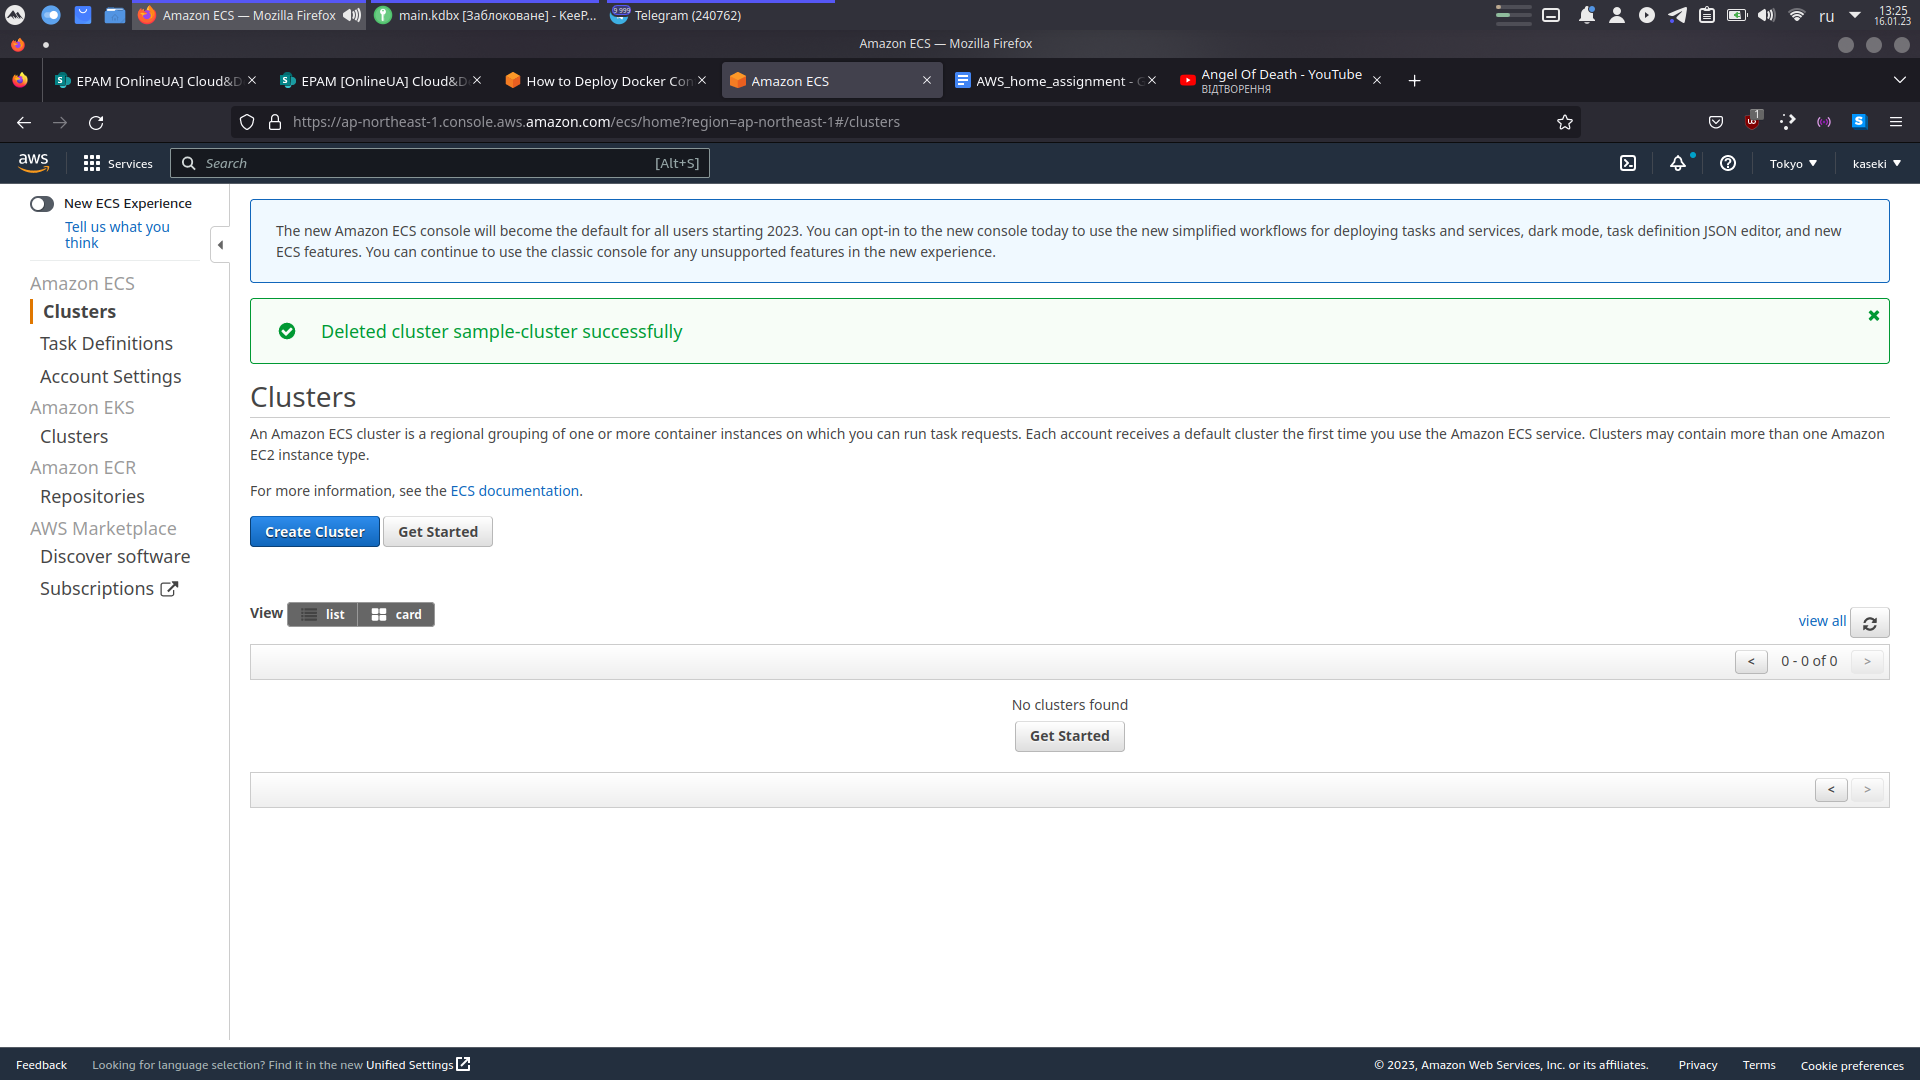 Amazon ECS — Mozilla Firefox
main.kdbx [Заблоковане] - KeeP...
9 999
Telegram (240762)
ru
13:25
16.01.23
Amazon ECS — Mozilla Firefox
EPAM [OnlineUA] Cloud&D
EPAM [OnlineUA] Cloud&D
How to Deploy Docker Con
Amazon ECS
AWS_home_assignment - G
Angel Of Death - YouTube
ВІДТВОРЕННЯ
https://ap-northeast-1.console.aws.amazon.com/ecs/home?region=ap-northeast-1#/clusters
1
aws
Services
Search
[Alt+S]
Tokyo
kaseki
New ECS Experience
Tell us what you
think
Amazon ECS
Clusters
Task Definitions
Account Settings
Amazon EKS
Clusters
Amazon ECR
Repositories
AWS Marketplace
Discover software
Subscriptions
The new Amazon ECS console will become the default for all users starting 2023. You can opt-in to the new console today to use the new simplified workflows for deploying tasks and services, dark mode, task definition JSON editor, and new
ECS features. You can continue to use the classic console for any unsupported features in the new experience.
Deleted cluster sample-cluster successfully
Clusters
An Amazon ECS cluster is a regional grouping of one or more container instances on which you can run task requests. Each account receives a default cluster the first time you use the Amazon ECS service. Clusters may contain more than one Amazon
EC2 instance type.
For more information, see the ECS documentation.
Create Cluster
Get Started
View
list
card
view all
< 0 - 0 of 0 >
No clusters found
Get Started
< >
Feedback
Looking for language selection? Find it in the new Unified Settings
© 2023, Amazon Web Services, Inc. or its affiliates.
Privacy
Terms
Cookie preferences